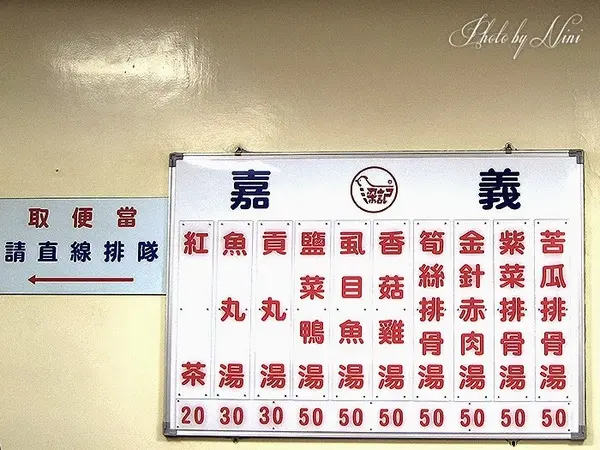 Photo by Nini
嘉義
梁記
苦瓜排骨湯 50
紫菜排骨湯 50
金針赤肉湯 50
筍絲排骨湯 50
香菇雞湯 50
虱目魚湯 50
鹽菜鴨湯 50
貢丸湯 30
魚丸湯 30
紅茶 20
取便當
請直線排隊